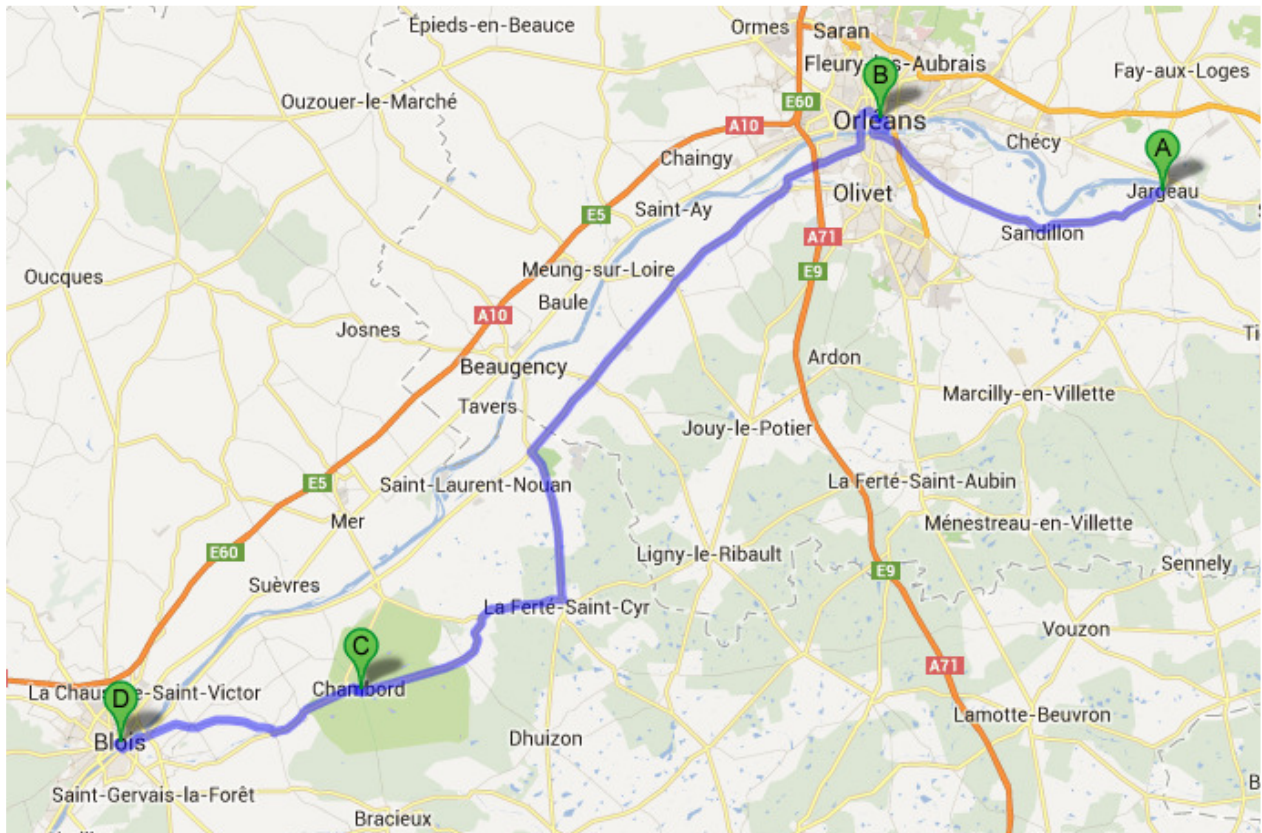 Épieds-en-Beauce
Ormes
Saran
Fleury-les-Aubrais
Fay-aux-Loges
B
Ouzouer-le-Marché
E60
A10
Orléans
Chécy
A
Chaingy
Jargeau
Olivet
Saint-Ay
E5
Sandillon
A71
Oucques
Meung-sur-Loire
E9
Baule
A10
Josnes
Beaugency
Ardon
Tavers
Marcilly-en-Villette
Jouy-le-Potier
E5
Saint-Laurent-Nouan
La Ferté-Saint-Aubin
Mer
Ménestreau-en-Villette
E60
Ligny-le-Ribault
Sennely
Suèvres
E9
La Ferté-Saint-Cyr
Vouzon
C
A71
La Chaus e-Saint-Victor
Chambord
D
Lamotte-Beuvron
Blois
Dhuizon
Saint-Gervais-la-Forêt
Bracieux